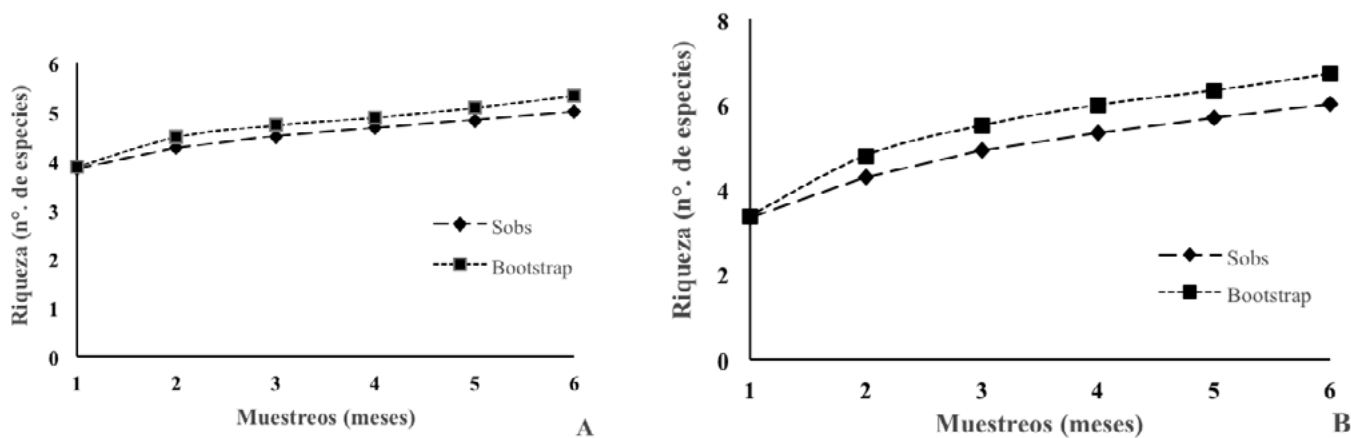 Riqueza (n°. de especies)
6
5
4
3
2
1
0
Sobs
Bootstrap
1 2 3 4 5 6
Muestreos (meses)
A
Riqueza (n°. de especies)
8
6
4
2
0
Sobs
Bootstrap
1 2 3 4 5 6
Muestreos (meses)
B